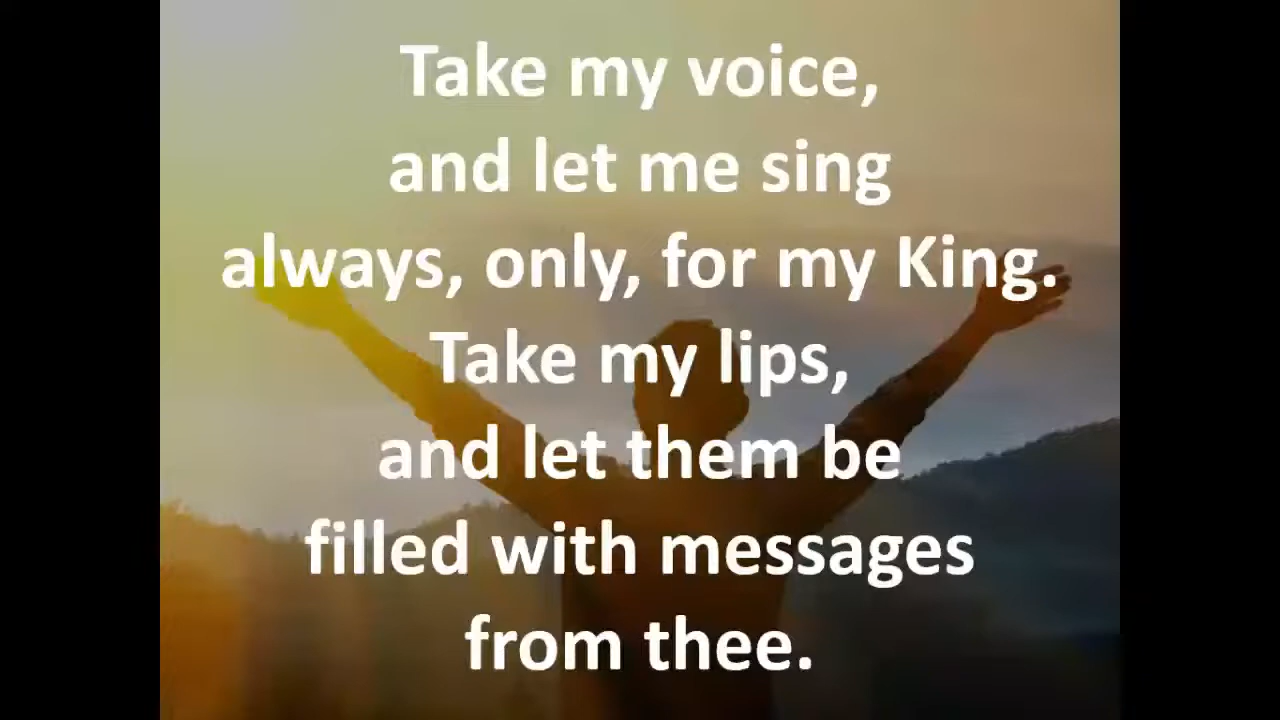 Take my voice,
and let me sing
always, only, for my King.
Take my lips,
and let them be
filled with messages
from thee.